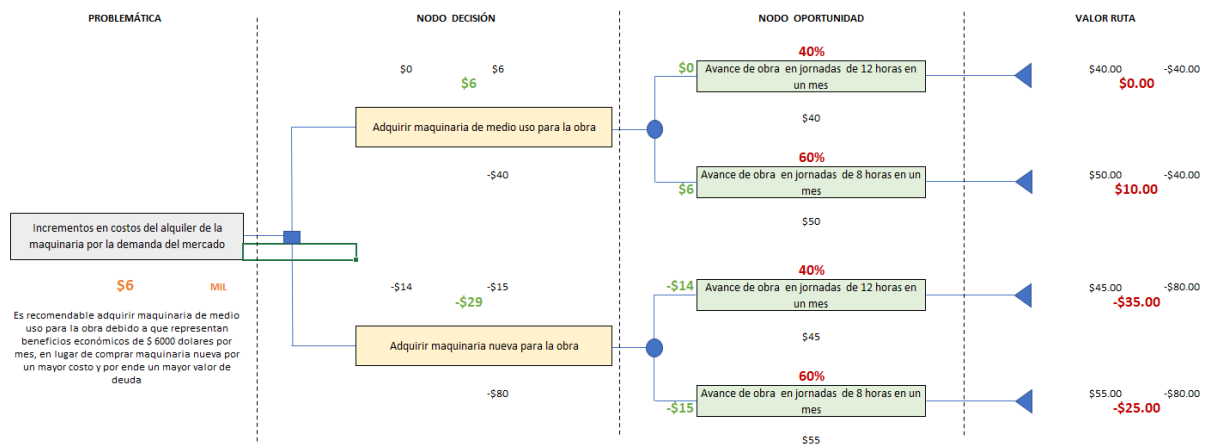 PROBLEMÁTICA
NODO DECISIÓN
NODO OPORTUNIDAD
VALOR RUTA
Incrementos en costos del alquiler de la
maquinaria por la demanda del mercado
$6 MIL
Es recomendable adquirir maquinaria de medio
uso para la obra debido a que representan
beneficios económicos de $ 6000 dolares por
mes, en lugar de comprar maquinaria nueva por
un mayor costo y por ende un mayor valor de
deuda
$0 $6
$6
Adquirir maquinaria de medio uso para la obra
-$40
40%
$0
Avance de obra en jornadas de 12 horas en
un mes
$40
$40.00 -$40.00
$0.00
60%
$6
Avance de obra en jornadas de 8 horas en un
mes
$50
$50.00 -$40.00
$10.00
-$14 -$15
-$29
Adquirir maquinaria nueva para la obra
-$80
40%
-$14
Avance de obra en jornadas de 12 horas en
un mes
$45
$45.00 -$80.00
-$35.00
60%
-$15
Avance de obra en jornadas de 8 horas en un
mes
$55
$55.00 -$80.00
-$25.00